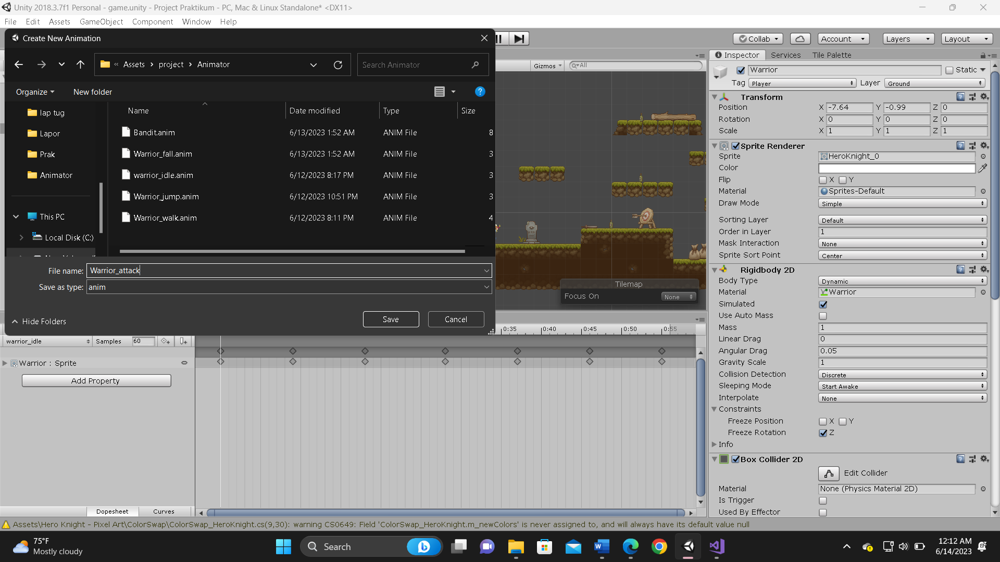 Unity 2018.3.7f1 Personal - game.unity - Project Praktikum - PC, Mac & Linux Standalone* <DX11>
File Edit Assets GameObject Component Window Help
Create New Animation
Collab Account Layers Layout
« Assets > project > Animator
Search Animator
Organize New folder
Name Date modified Type Size
lap tug
Lapor
Prak
Animator
This PC
Local Disk (C:)
Bandit.anim 6/13/2023 1:52 AM ANIM File 8
Warrior_fall.anim 6/13/2023 1:52 AM ANIM File 3
warrior_idle.anim 6/12/2023 8:17 PM ANIM File 3
Warrior_jump.anim 6/12/2023 10:51 PM ANIM File 3
Warrior_walk.anim 6/12/2023 8:11 PM ANIM File 4
File name: Warrior_attack
Save as type: anim
Hide Folders
Save Cancel
Gizmos All
Tilemap
Focus On None
0:35 0:40 0:45 0:50 0:55
warrior_idle Samples 60
Warrior : Sprite
Add Property
Dopesheet Curves
Inspector Services Tile Palette
Warrior Static
Tag Player Layer Ground
Transform
Position X -7.64 Y -0.99 Z 0
Rotation X 0 Y 0 Z 0
Scale X 1 Y 1 Z 1
Sprite Renderer
Sprite HeroKnight_0
Color
Flip X Y
Material Sprites-Default
Draw Mode Simple
Sorting Layer Default
Order in Layer 1
Mask Interaction None
Sprite Sort Point Center
Rigidbody 2D
Body Type Dynamic
Material Warrior
Simulated
Use Auto Mass
Mass 1
Linear Drag 0
Angular Drag 0.05
Gravity Scale 1
Collision Detection Discrete
Sleeping Mode Start Awake
Interpolate None
Constraints
Freeze Position X Y
Freeze Rotation Z
Info
Box Collider 2D
Edit Collider
Material None (Physics Material 2D)
Is Trigger
Used By Effector
Assets\Hero Knight - Pixel Art\ColorSwap\ColorSwap_HeroKnight.cs(9,30): warning CS0649: Field 'ColorSwap_HeroKnight.m_newColors' is never assigned to, and will always have its default value null
75°F
Mostly cloudy
Search
12:12 AM
6/14/2023